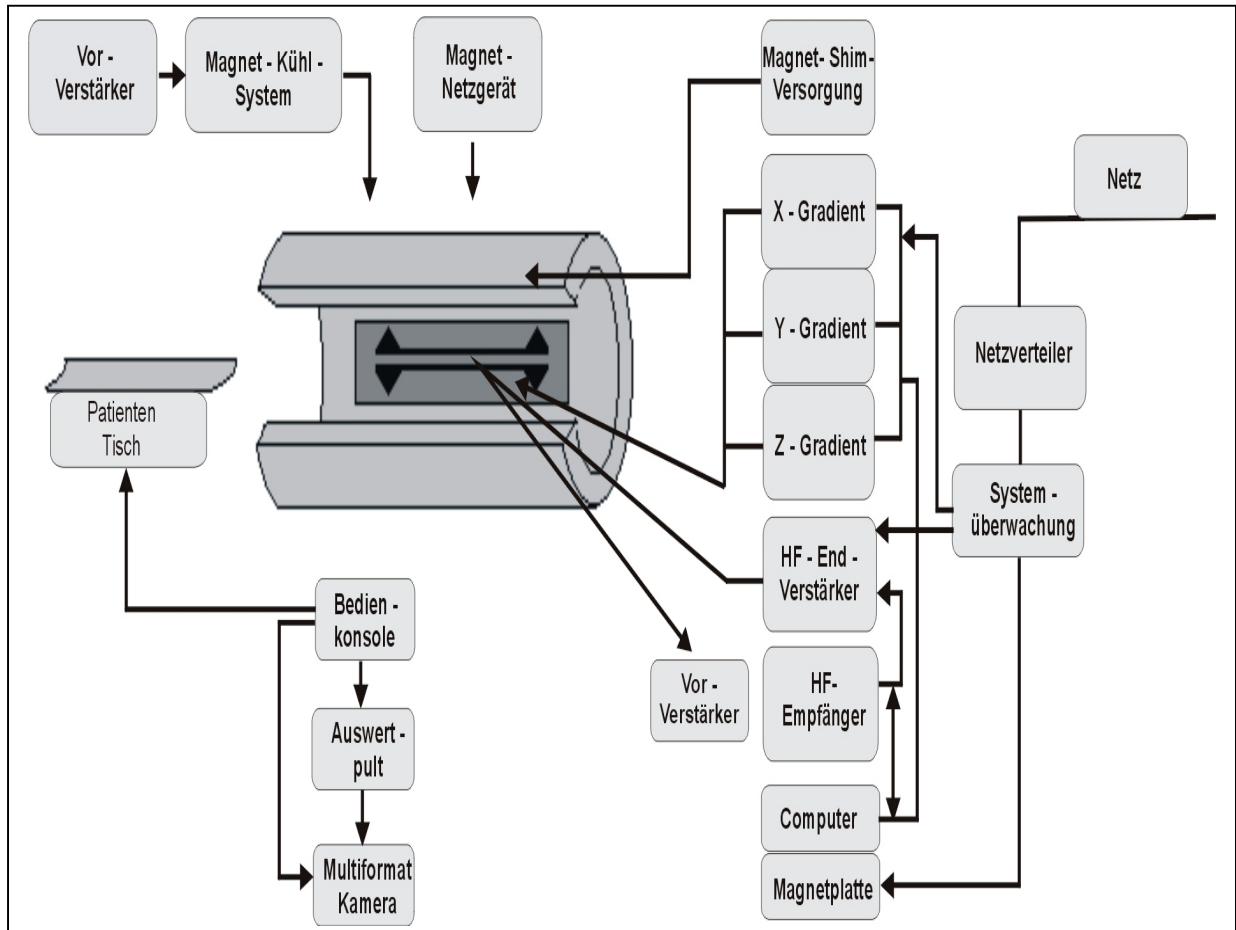 Vor -
Verstärker
Magnet - Kühl -
System
Magnet -
Netzgerät
Magnet- Shim-
Versorgung
Netz
X - Gradient
Y - Gradient
Z - Gradient
Netzverteiler
Patienten
Tisch
System -
überwachung
HF - End -
Verstärker
Bedien -
konsole
Vor -
Verstärker
HF-
Empfänger
Auswert -
pult
Computer
Multiformat
Kamera
Magnetplatte